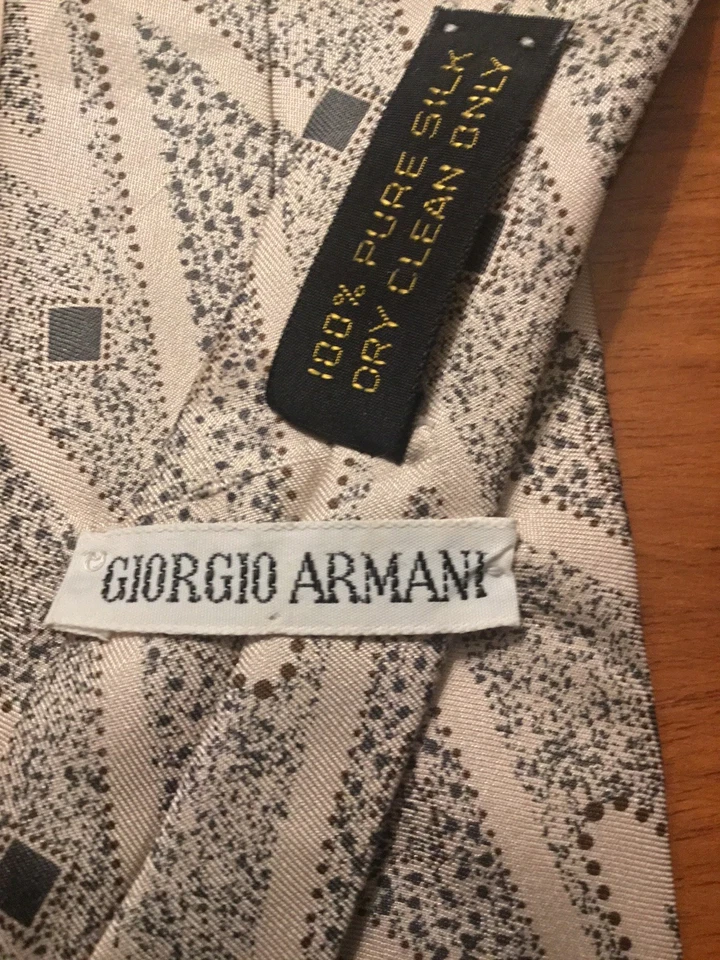 100% PURE SILK
DRY CLEAN ONLY
GIORGIO ARMANI